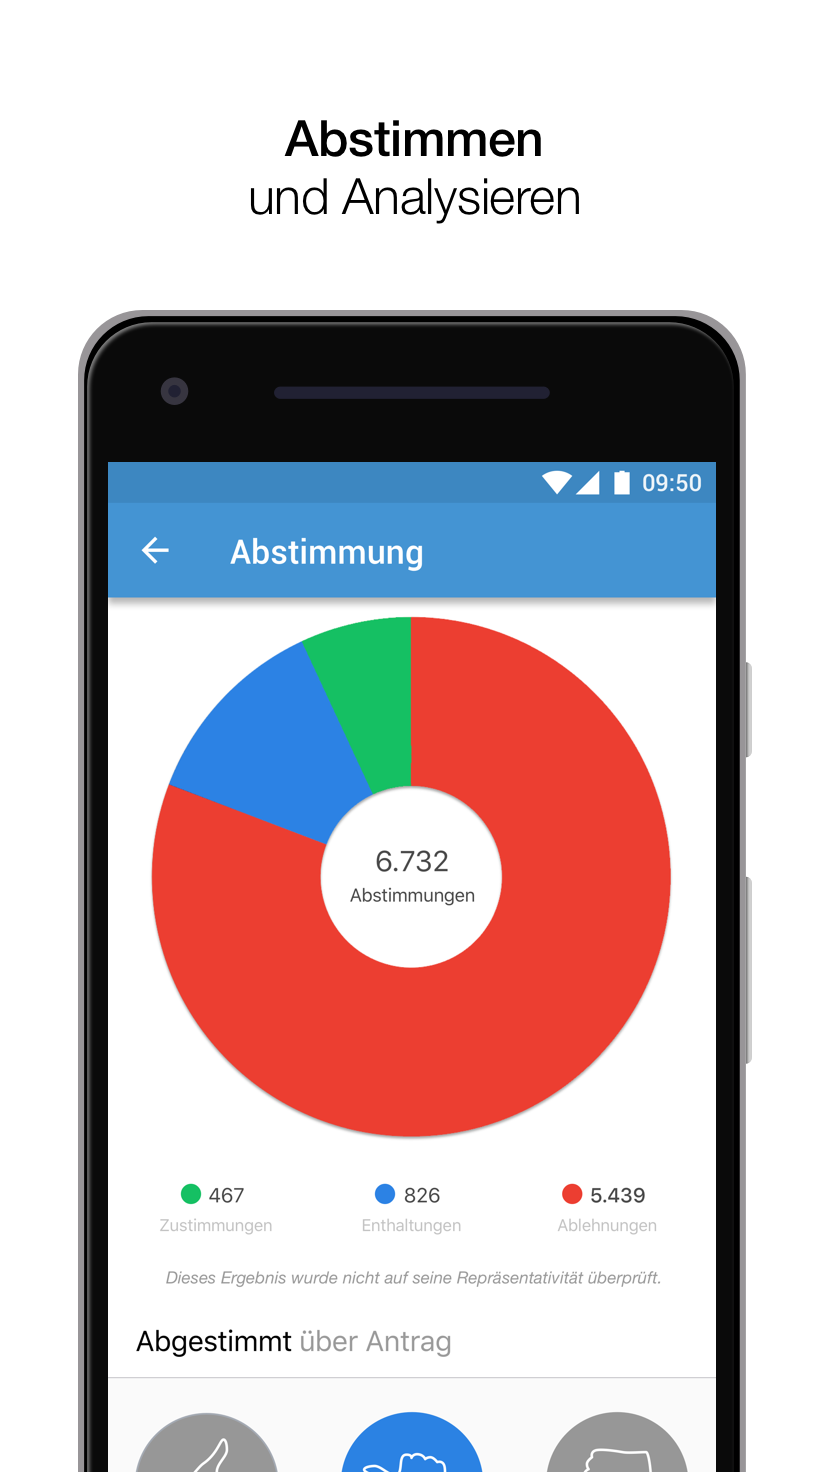 Abstimmen
und Analysieren
09:50
Abstimmung
6.732
Abstimmungen
467 826 5.439
Zustimmungen Enthaltungen Ablehnungen
Dieses Ergebnis wurde nicht auf seine Repräsentativität überprüft.
Abgestimmt über Antrag